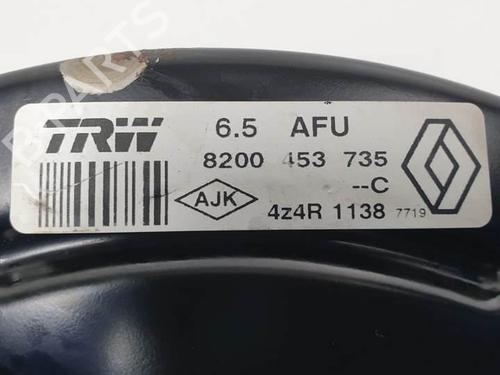 TRW
6.5 AFU
8200 453 735
--C
AJK
4z4R 1138 7719